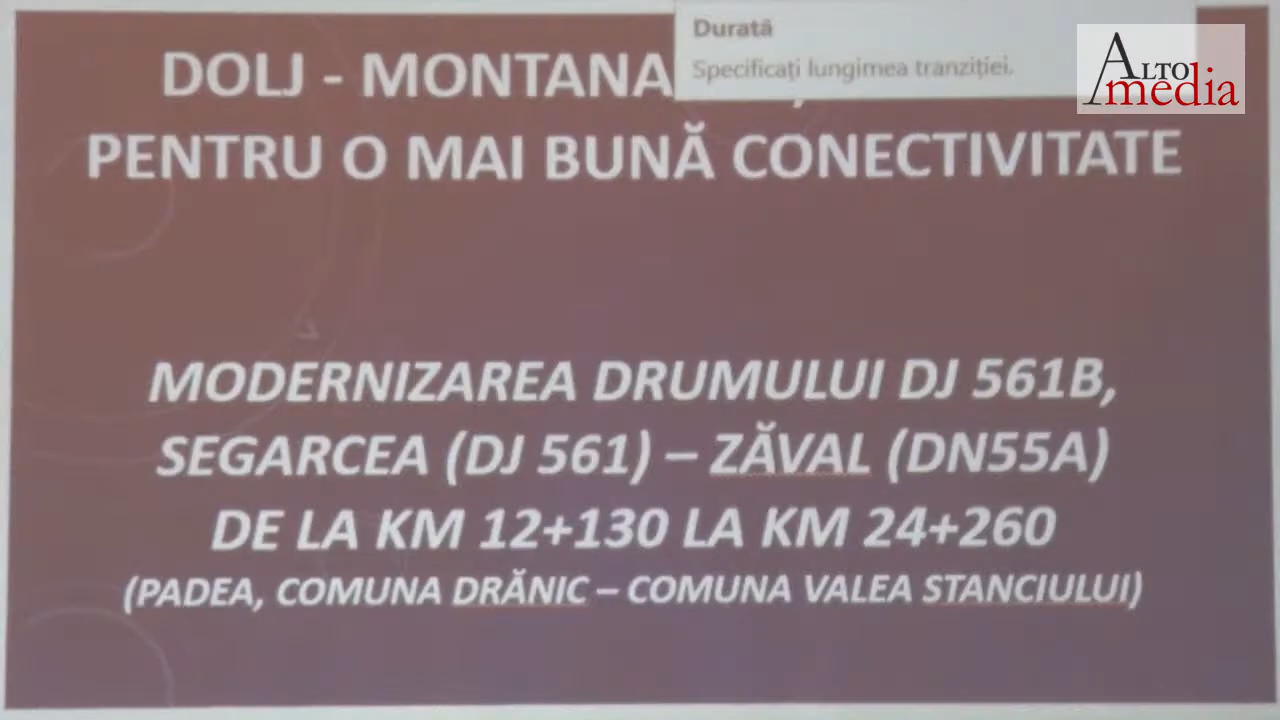 Durată
Specificați lungimea tranziției.
ALTO
media
DOLJ - MONTANA
PENTRU O MAI BUNĂ CONECTIVITATE
MODERNIZAREA DRUMULUI DJ 561B,
SEGARCEA (DJ 561) – ZĂVAL (DN55A)
DE LA KM 12+130 LA KM 24+260
(PADEA, COMUNA DRĂNIC – COMUNA VALEA STANCIULUI)